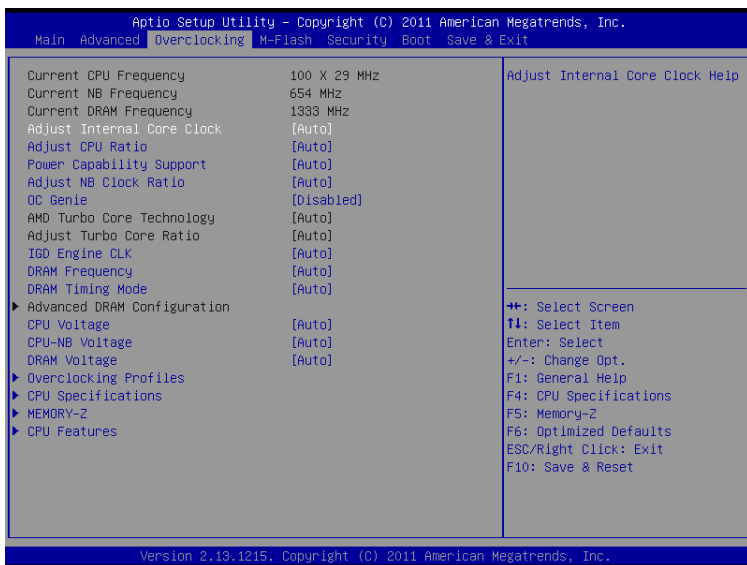 Aptio Setup Utility – Copyright (C) 2011 American Megatrends, Inc.
Main Advanced Overclocking M-Flash Security Boot Save & Exit
Current CPU Frequency 100 X 29 MHz
Current NB Frequency 654 MHz
Current DRAM Frequency 1333 MHz
Adjust Internal Core Clock [Auto]
Adjust CPU Ratio [Auto]
Power Capability Support [Auto]
Adjust NB Clock Ratio [Auto]
OC Genie [Disabled]
AMD Turbo Core Technology [Auto]
Adjust Turbo Core Ratio [Auto]
IGD Engine CLK [Auto]
DRAM Frequency [Auto]
DRAM Timing Mode [Auto]
Advanced DRAM Configuration
CPU Voltage [Auto]
CPU-NB Voltage [Auto]
DRAM Voltage [Auto]
Overclocking Profiles
CPU Specifications
MEMORY-Z
CPU Features
Adjust Internal Core Clock Help
→←: Select Screen
↑↓: Select Item
Enter: Select
+/-: Change Opt.
F1: General Help
F4: CPU Specifications
F5: Memory-Z
F6: Optimized Defaults
ESC/Right Click: Exit
F10: Save & Reset
Version 2.13.1215. Copyright (C) 2011 American Megatrends, Inc.